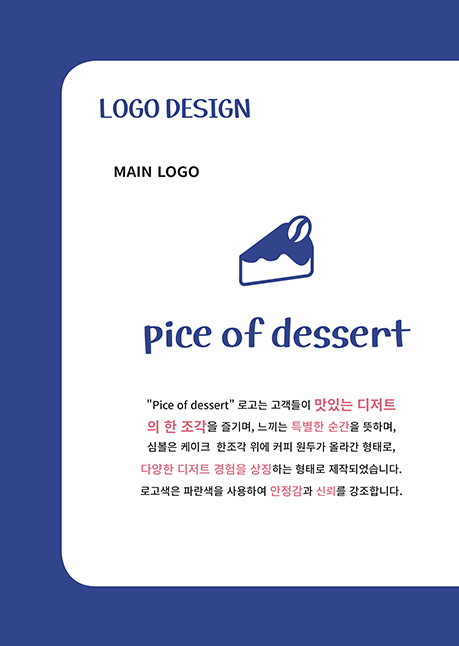 LOGO DESIGN
MAIN LOGO
pice of dessert
"Pice of dessert" 로고는 고객들이 맛있는 디저트
의 한 조각을 즐기며, 느끼는 특별한 순간을 뜻하며,
심볼은 케이크 한조각 위에 커피 원두가 올라간 형태로,
다양한 디저트 경험을 상징하는 형태로 제작되었습니다.
로고색은 파란색을 사용하여 안정감과 신뢰를 강조합니다.